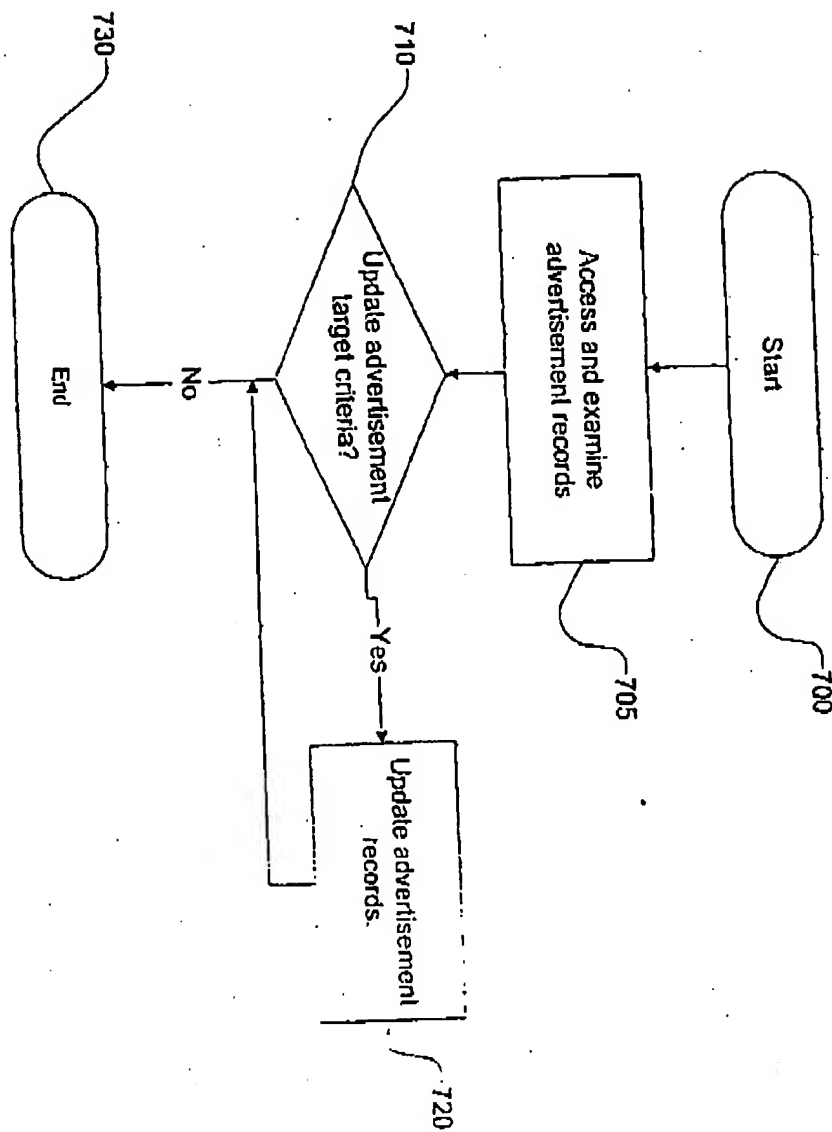 Start
700
Access and examine
advertisement records
705
710
Update advertisement
target criteria?
Yes
Update advertisement
records.
720
No
End
730